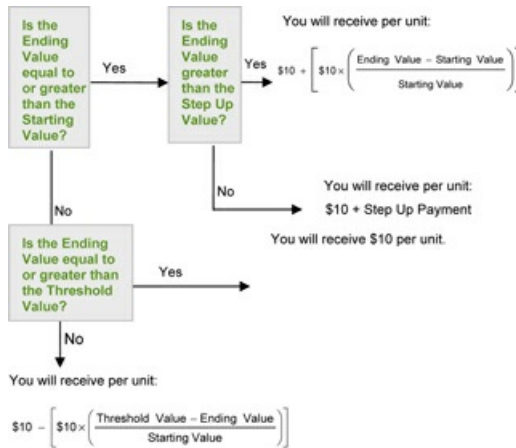 Is the
Ending
Value
equal to
or greater
than the
Starting
Value?
Yes
Is the
Ending
Value
greater
than the
Step Up
Value?
Yes
You will receive per unit:
$10 + [ $10 × ( Ending Value – Starting Value
Starting Value ) ]
No
You will receive per unit:
$10 + Step Up Payment
No
Is the Ending
Value equal to
or greater than
the Threshold
Value?
Yes
You will receive $10 per unit.
No
You will receive per unit:
$10 – [ $10 × ( Threshold Value – Ending Value
Starting Value ) ]